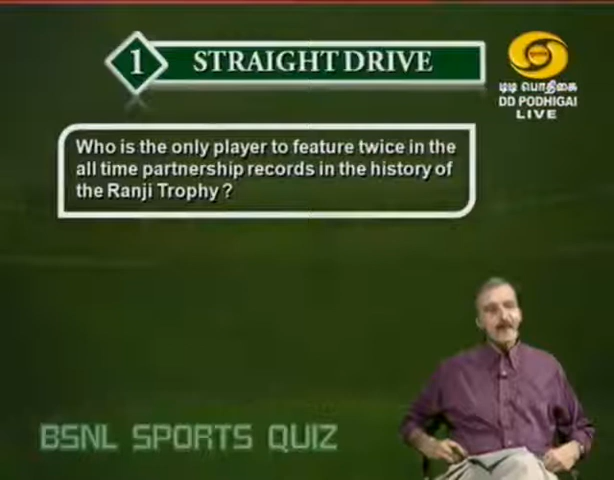 1 STRAIGHT DRIVE
டிடி பொதிகை
DD PODHIGAI
LIVE
Who is the only player to feature twice in the
all time partnership records in the history of
the Ranji Trophy ?
BSNL SPORTS QUIZ